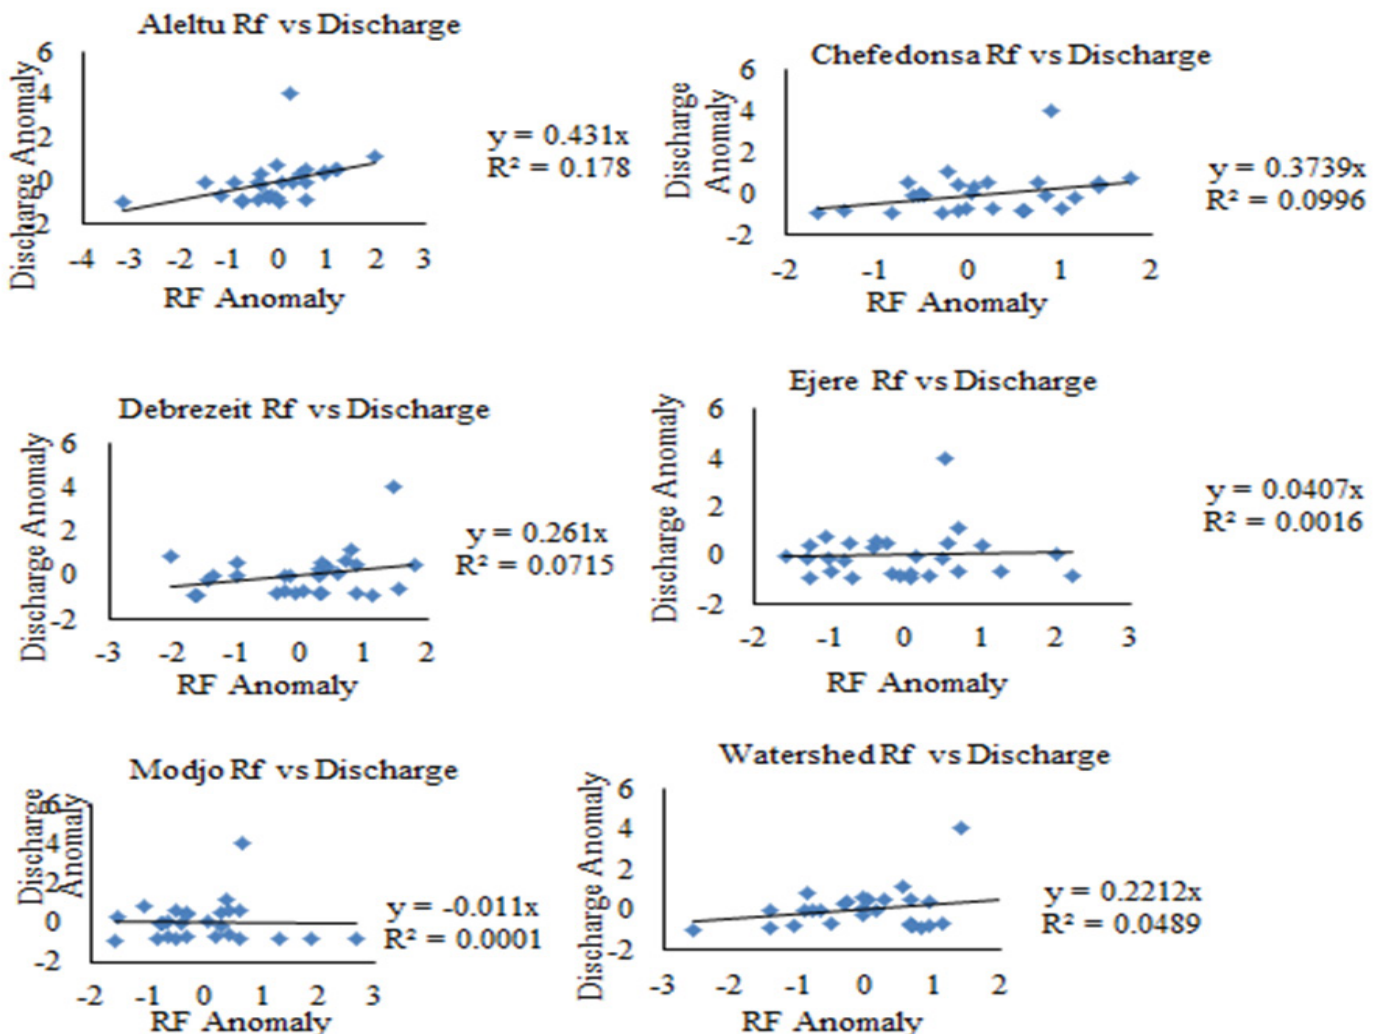 Aleltu Rf vs Discharge
Discharge Anomaly
6
4
2
0
-2
-4 -3 -2 -1 0 1 2 3
RF Anomaly
y = 0.431x
R² = 0.178
Chefedonsa Rf vs Discharge
Discharge
Anomaly
6
4
2
0
-2
-2 -1 0 1 2
RF Anomaly
y = 0.3739x
R² = 0.0996
Debrezeit Rf vs Discharge
Discharge Anomaly
6
4
2
0
-2
-3 -2 -1 0 1 2
RF Anomaly
y = 0.261x
R² = 0.0715
Ejere Rf vs Discharge
Discharge Anomaly
6
4
2
0
-2
-2 -1 0 1 2 3
RF Anomaly
y = 0.0407x
R² = 0.0016
Modjo Rf vs Discharge
Discharge
Anomaly
6
4
2
0
-2
-2 -1 0 1 2 3
RF Anomaly
y = -0.011x
R² = 0.0001
Watershed Rf vs Discharge
Discharge Anomaly
6
4
2
0
-2
-3 -2 -1 0 1 2
RF Anomaly
y = 0.2212x
R² = 0.0489